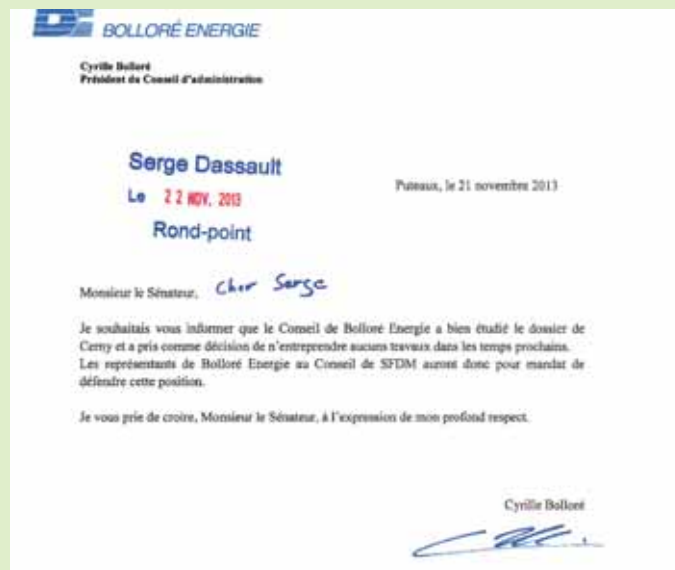 BOLLORÉ ENERGIE
Cyrille Bolloré
Président du Conseil d'administration
Serge Dassault
Le 22 NOV. 2013
Rond-point
Puteaux, le 21 novembre 2013
Monsieur le Sénateur, Cher Serge
Je souhaitais vous informer que le Conseil de Bolloré Energie a bien étudié le dossier de
Cerny et a pris comme décision de n'entreprendre aucuns travaux dans les temps prochains.
Les représentants de Bolloré Energie au Conseil de SFDM auront donc pour mandat de
défendre cette position.
Je vous prie de croire, Monsieur le Sénateur, à l'expression de mon profond respect.
Cyrille Bolloré